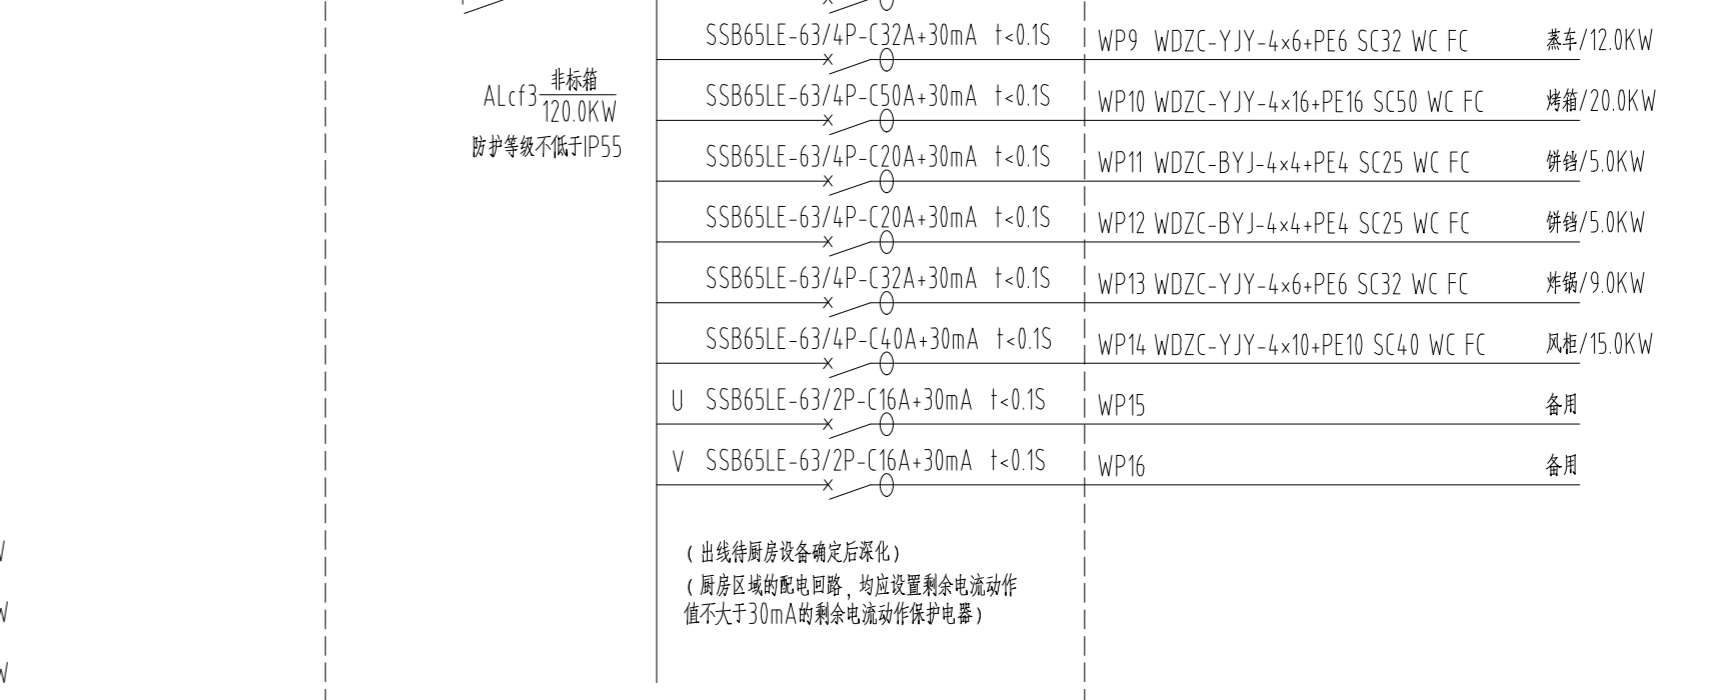 SSB65LE-63/4P-C32A+30mA t<0.1S WP9 WDZC-YJY-4×6+PE6 SC32 WC FC 蒸车/12.0KW
ALcf3 非标箱
120.0KW
防护等级不低于IP55
SSB65LE-63/4P-C50A+30mA t<0.1S WP10 WDZC-YJY-4×16+PE16 SC50 WC FC 烤箱/20.0KW
SSB65LE-63/4P-C20A+30mA t<0.1S WP11 WDZC-BYJ-4×4+PE4 SC25 WC FC 饼铛/5.0KW
SSB65LE-63/4P-C20A+30mA t<0.1S WP12 WDZC-BYJ-4×4+PE4 SC25 WC FC 饼铛/5.0KW
SSB65LE-63/4P-C32A+30mA t<0.1S WP13 WDZC-YJY-4×6+PE6 SC32 WC FC 炸锅/9.0KW
SSB65LE-63/4P-C40A+30mA t<0.1S WP14 WDZC-YJY-4×10+PE10 SC40 WC FC 风柜/15.0KW
U SSB65LE-63/2P-C16A+30mA t<0.1S WP15 备用
V SSB65LE-63/2P-C16A+30mA t<0.1S WP16 备用
（出线待厨房设备确定后深化）
（厨房区域的配电回路，均应设置剩余电流动作
值不大于30mA的剩余电流动作保护电器）